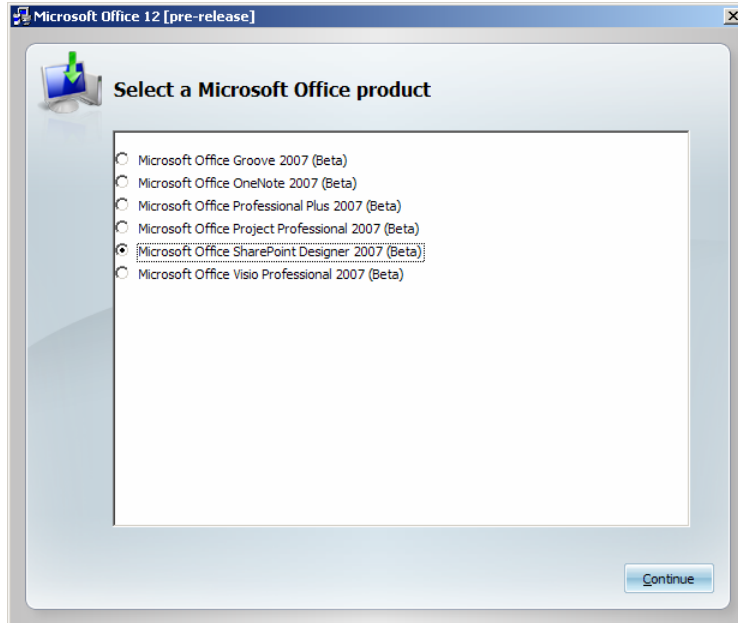 Microsoft Office 12 [pre-release]
Select a Microsoft Office product
Microsoft Office Groove 2007 (Beta)
Microsoft Office OneNote 2007 (Beta)
Microsoft Office Professional Plus 2007 (Beta)
Microsoft Office Project Professional 2007 (Beta)
Microsoft Office SharePoint Designer 2007 (Beta)
Microsoft Office Visio Professional 2007 (Beta)
Continue